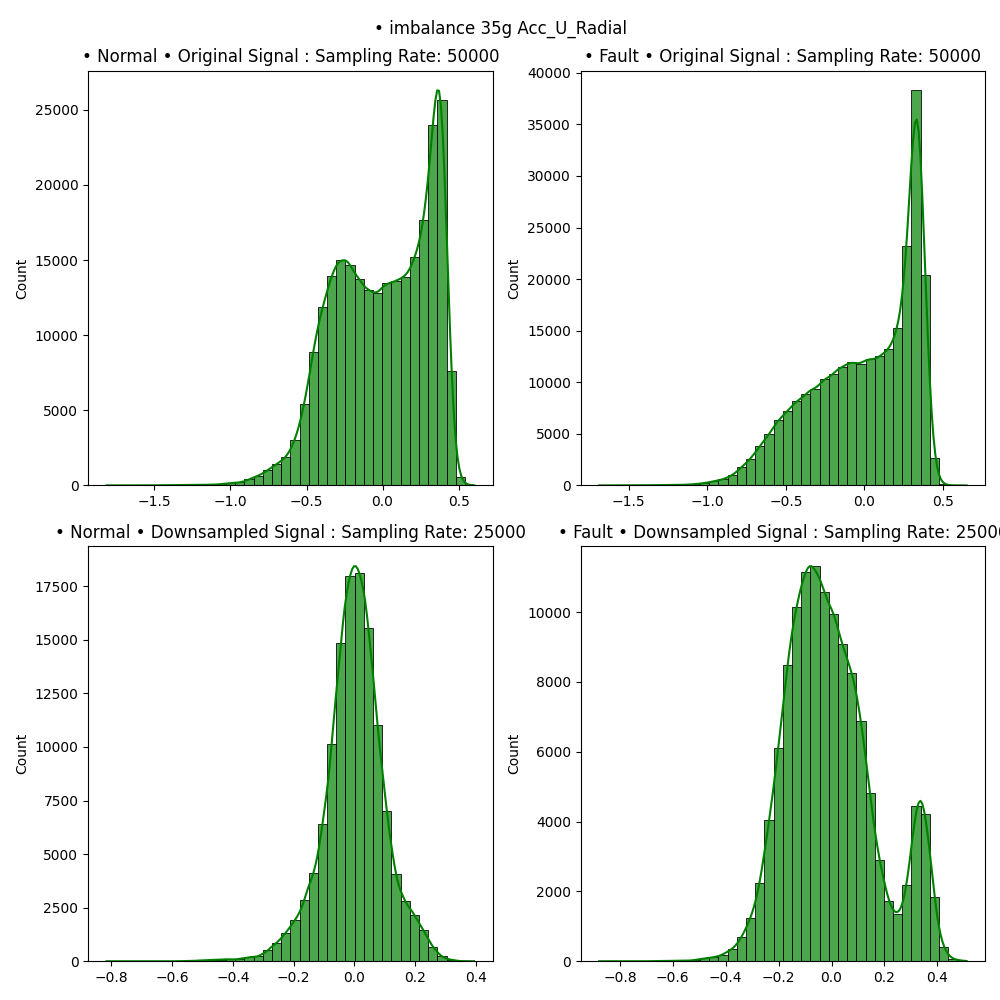 • imbalance 35g Acc_U_Radial
• Normal • Original Signal : Sampling Rate: 50000
• Fault • Original Signal : Sampling Rate: 50000
25000
20000
15000
10000
5000
0
Count
−1.5 −1.0 −0.5 0.0 0.5
40000
35000
30000
25000
20000
15000
10000
5000
0
Count
−1.5 −1.0 −0.5 0.0 0.5
• Normal • Downsampled Signal : Sampling Rate: 25000
• Fault • Downsampled Signal : Sampling Rate: 2500
17500
15000
12500
10000
7500
5000
2500
0
Count
−0.8 −0.6 −0.4 −0.2 0.0 0.2 0.4
10000
8000
6000
4000
2000
0
Count
−0.8 −0.6 −0.4 −0.2 0.0 0.2 0.4